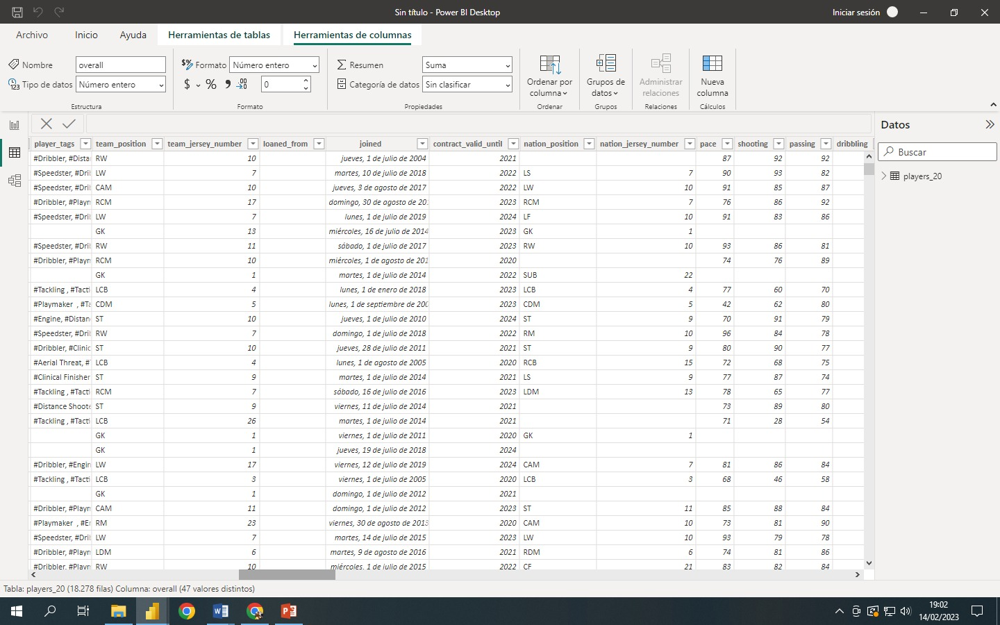 Sin título - Power BI Desktop
Iniciar sesión
Archivo Inicio Ayuda Herramientas de tablas Herramientas de columnas
Nombre overall Formato Número entero Resumen Suma
Tipo de datos Número entero $ % 0 Categoría de datos Sin clasificar
Ordenar por columna Grupos de datos Administrar relaciones Nueva columna
Estructura Formato Propiedades Ordenar Grupos Relaciones Cálculos
Datos
Buscar
players_20
player_tags team_position team_jersey_number loaned_from joined contract_valid_until nation_position nation_jersey_number pace shooting passing dribbling
#Dribbler, #Dista RW 10 jueves, 1 de julio de 2004 2021 87 92 92
#Speedster, #Dri LW 7 martes, 10 de julio de 2018 2022 LS 7 90 93 82
#Speedster, #Dri CAM 10 jueves, 3 de agosto de 2017 2022 LW 10 91 85 87
#Dribbler, #Playn RCM 17 domingo, 30 de agosto de 20 2023 RCM 7 76 86 92
#Speedster, #Dri LW 7 lunes, 1 de julio de 2019 2024 LF 10 91 83 86
GK 13 miércoles, 16 de julio de 2014 2023 GK 1
#Speedster, #Dri RW 11 sábado, 1 de julio de 2017 2023 RW 10 93 86 81
#Dribbler, #Playn RCM 10 miércoles, 1 de agosto de 201 2020 74 76 89
GK 1 martes, 1 de julio de 2014 2022 SUB 22
#Tackling , #Tacti LCB 4 lunes, 1 de enero de 2018 2023 LCB 4 77 60 70
#Playmaker , #Ta CDM 5 lunes, 1 de septiembre de 200 2023 CDM 5 42 62 80
#Engine, #Distan ST 10 jueves, 1 de julio de 2010 2024 ST 9 70 91 79
#Speedster, #Dri RW 7 domingo, 1 de julio de 2018 2022 RM 10 96 84 78
#Dribbler, #Clinic ST 10 jueves, 28 de julio de 2011 2021 ST 9 80 90 77
#Aerial Threat, # LCB 4 lunes, 1 de agosto de 2005 2020 RCB 15 72 68 75
#Clinical Finisher ST 9 martes, 1 de julio de 2014 2021 LS 9 77 87 74
#Tackling , #Tacti RCM 7 sábado, 16 de julio de 2016 2023 LDM 13 78 65 77
#Distance Shoote ST 9 viernes, 11 de julio de 2014 2021 73 89 80
#Tackling , #Tacti LCB 26 martes, 1 de julio de 2014 2021 71 28 54
GK 1 viernes, 1 de julio de 2011 2020 GK 1
GK 1 jueves, 19 de julio de 2018 2024
#Dribbler, #Engin LW 17 viernes, 12 de julio de 2019 2024 CAM 7 81 86 84
#Tackling , #Tacti LCB 3 viernes, 1 de julio de 2005 2020 LCB 3 68 46 58
GK 1 domingo, 1 de julio de 2012 2021
#Dribbler, #Playn CAM 11 domingo, 1 de julio de 2012 2023 ST 11 85 88 84
#Playmaker , #Er RM 23 viernes, 30 de agosto de 2013 2020 CAM 10 73 81 90
#Speedster, #Dri LW 7 martes, 14 de julio de 2015 2023 LW 10 93 79 78
#Dribbler, #Playn LDM 6 martes, 9 de agosto de 2016 2021 RDM 6 74 81 86
#Dribbler, #Playn RW 10 miércoles, 1 de julio de 2015 2022 CF 21 83 82 84
Tabla: players_20 (18.278 filas) Columna: overall (47 valores distintos)
19:02
14/02/2023